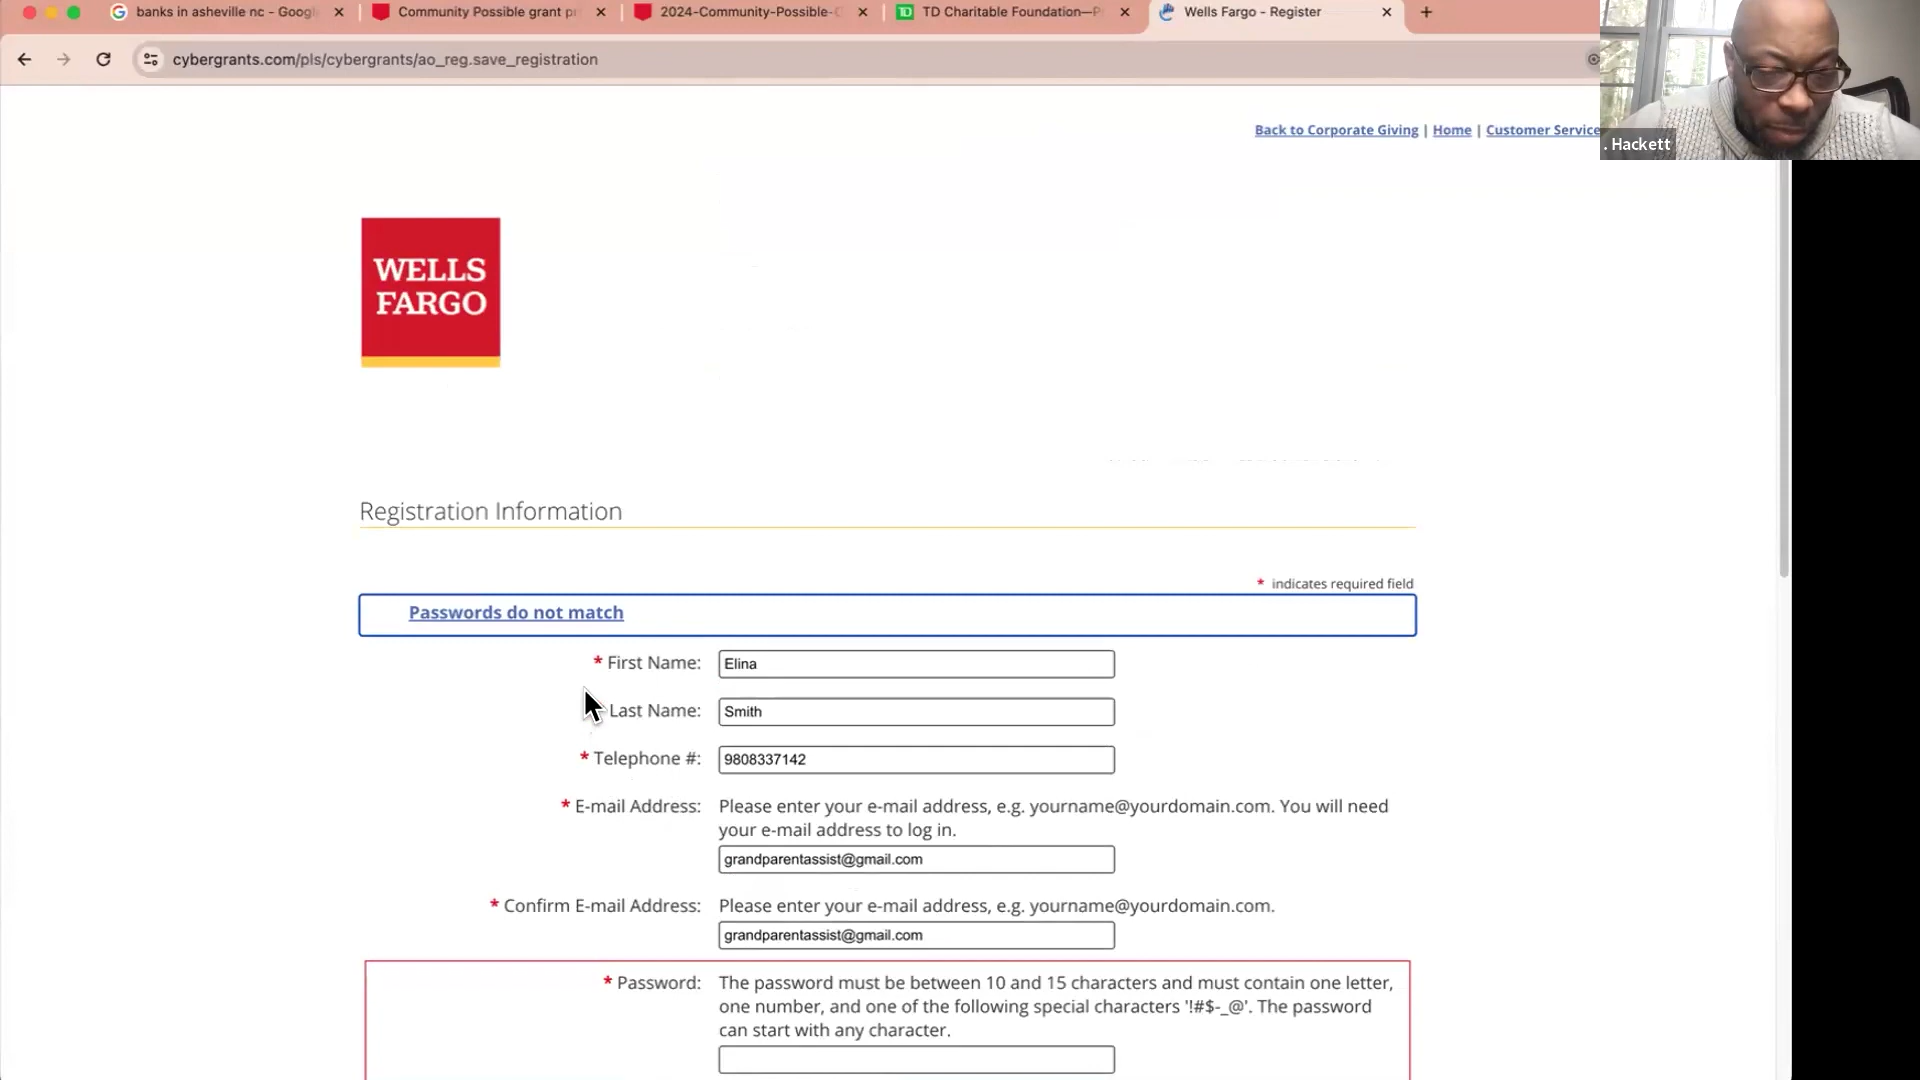 banks in asheville nc - Googl
Community Possible grant p
2024-Community-Possible-G
TD Charitable Foundation—P
Wells Fargo - Register
cybergrants.com/pls/cybergrants/ao_reg.save_registration
Back to Corporate Giving | Home | Customer Service
. Hackett
WELLS
FARGO
Registration Information
* indicates required field
Passwords do not match
* First Name: Elina
Last Name: Smith
* Telephone #: 9808337142
* E-mail Address: Please enter your e-mail address, e.g. yourname@yourdomain.com. You will need
your e-mail address to log in.
grandparentassist@gmail.com
* Confirm E-mail Address: Please enter your e-mail address, e.g. yourname@yourdomain.com.
grandparentassist@gmail.com
* Password: The password must be between 10 and 15 characters and must contain one letter,
one number, and one of the following special characters '!#$-_@'. The password
can start with any character.